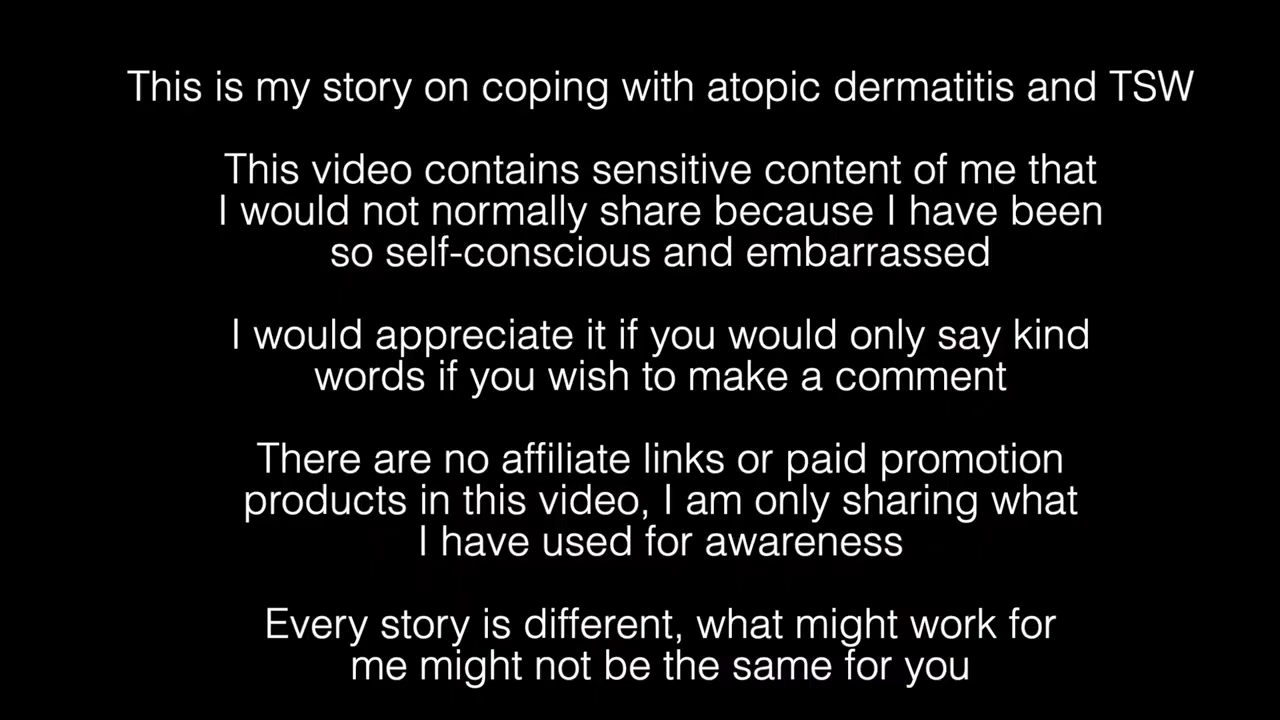 This is my story on coping with atopic dermatitis and TSW
This video contains sensitive content of me that
I would not normally share because I have been
so self-conscious and embarrassed
I would appreciate it if you would only say kind
words if you wish to make a comment
There are no affiliate links or paid promotion
products in this video, I am only sharing what
I have used for awareness
Every story is different, what might work for
me might not be the same for you